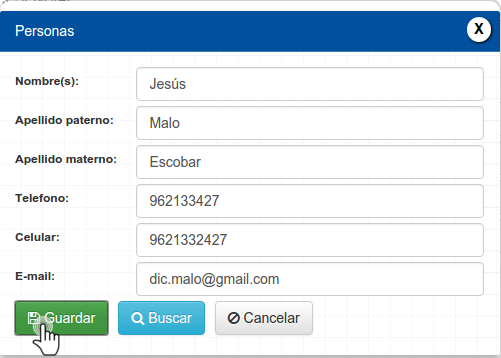 Personas X
Nombre(s): Jesús
Apellido paterno: Malo
Apellido materno: Escobar
Telefono: 962133427
Celular: 9621332427
E-mail: dic.malo@gmail.com
Guardar Buscar Cancelar